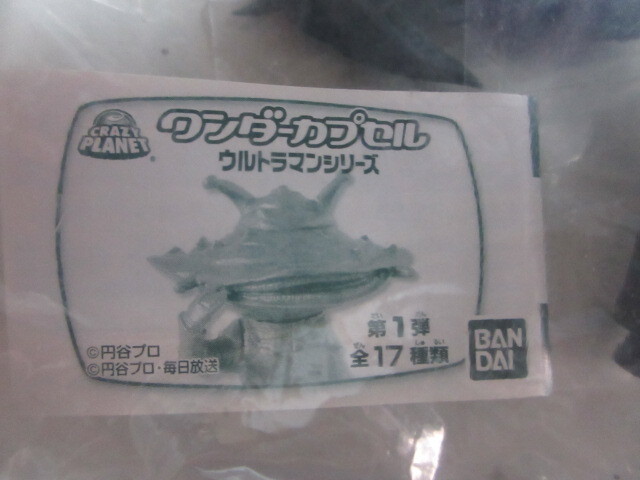 CRAZY
PLANET
ワンダーカプセル
ウルトラマンシリーズ
第1弾
全17種類
©円谷プロ
©円谷プロ・毎日放送
BAN
DAI